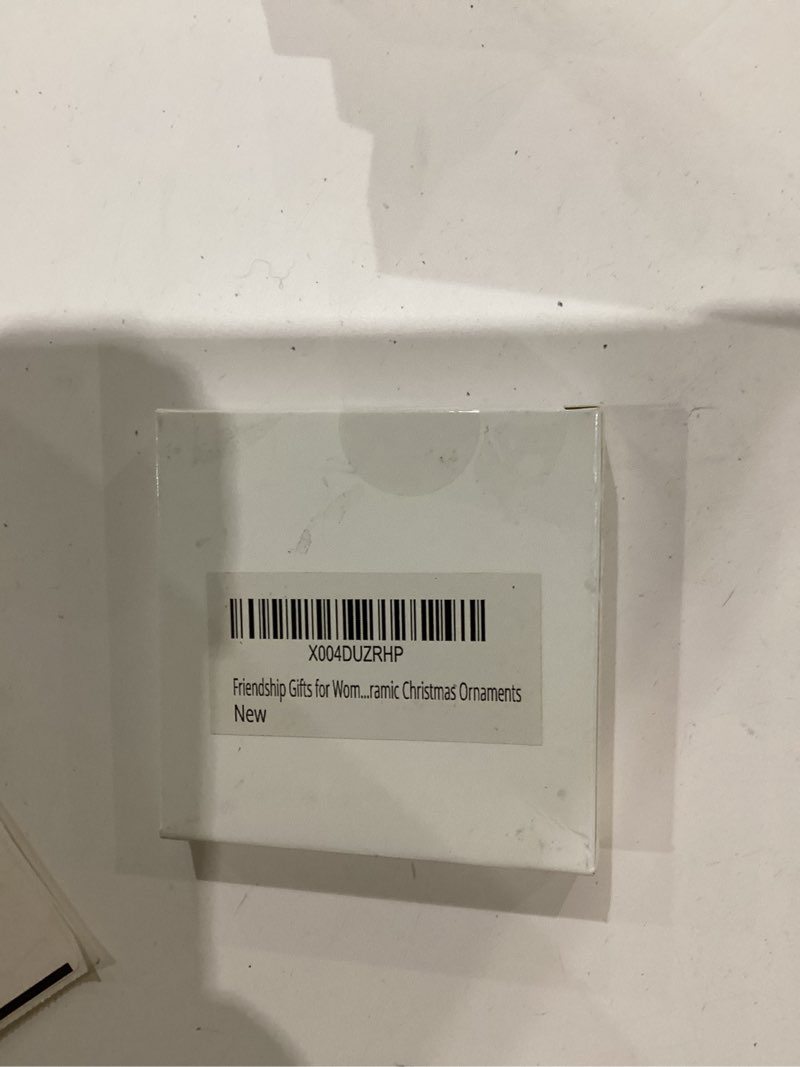 X004DUZRHP
Friendship Gifts for Wom...ramic Christmas Ornaments
New